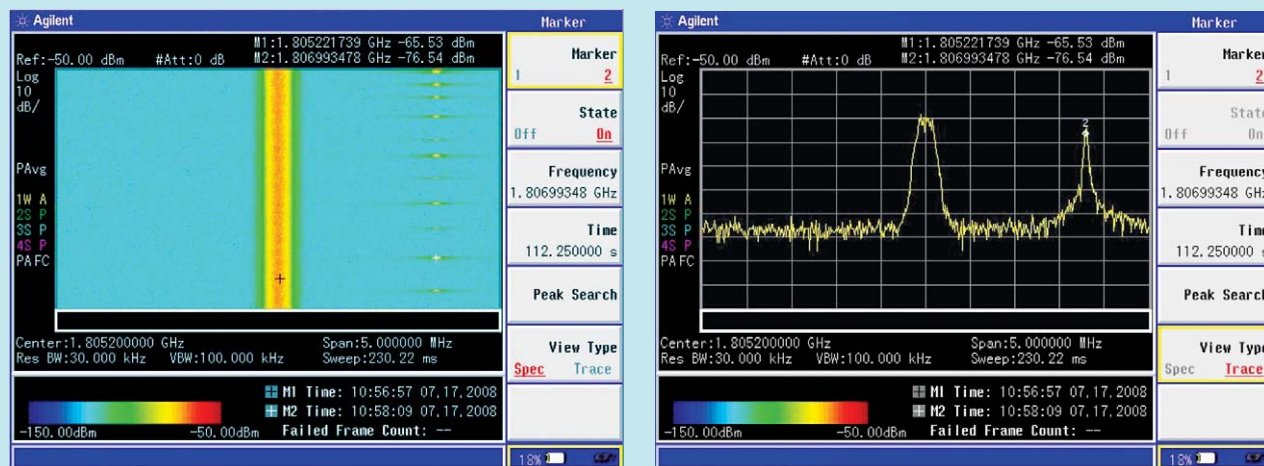 Agilent
Marker
M1:1.805221739 GHz -65.53 dBm
Ref:-50.00 dBm #Att:0 dB M2:1.806993478 GHz -76.54 dBm
Log
10
dB/
PAvg
1W A
2S P
3S P
4S P
PA FC
Center:1.805200000 GHz Span:5.000000 MHz
Res BW:30.000 kHz VBW:100.000 kHz Sweep:230.22 ms
M1 Time: 10:56:57 07,17,2008
M2 Time: 10:58:09 07,17,2008
-150.00dBm -50.00dBm Failed Frame Count: --
Marker
1 2
State
Off On
Frequency
1.80699348 GHz
Time
112.250000 s
Peak Search
View Type
Spec Trace
18%
Agilent
Marker
M1:1.805221739 GHz -65.53 dBm
Ref:-50.00 dBm #Att:0 dB M2:1.806993478 GHz -76.54 dBm
Log
10
dB/
2
PAvg
1W A
2S P
3S P
4S P
PA FC
Center:1.805200000 GHz Span:5.000000 MHz
Res BW:30.000 kHz VBW:100.000 kHz Sweep:230.22 ms
M1 Time: 10:56:57 07,17,2008
M2 Time: 10:58:09 07,17,2008
-150.00dBm -50.00dBm Failed Frame Count: --
Marker
1 2
State
Off On
Frequency
1.80699348 GHz
Time
112.250000 s
Peak Search
View Type
Spec Trace
18%